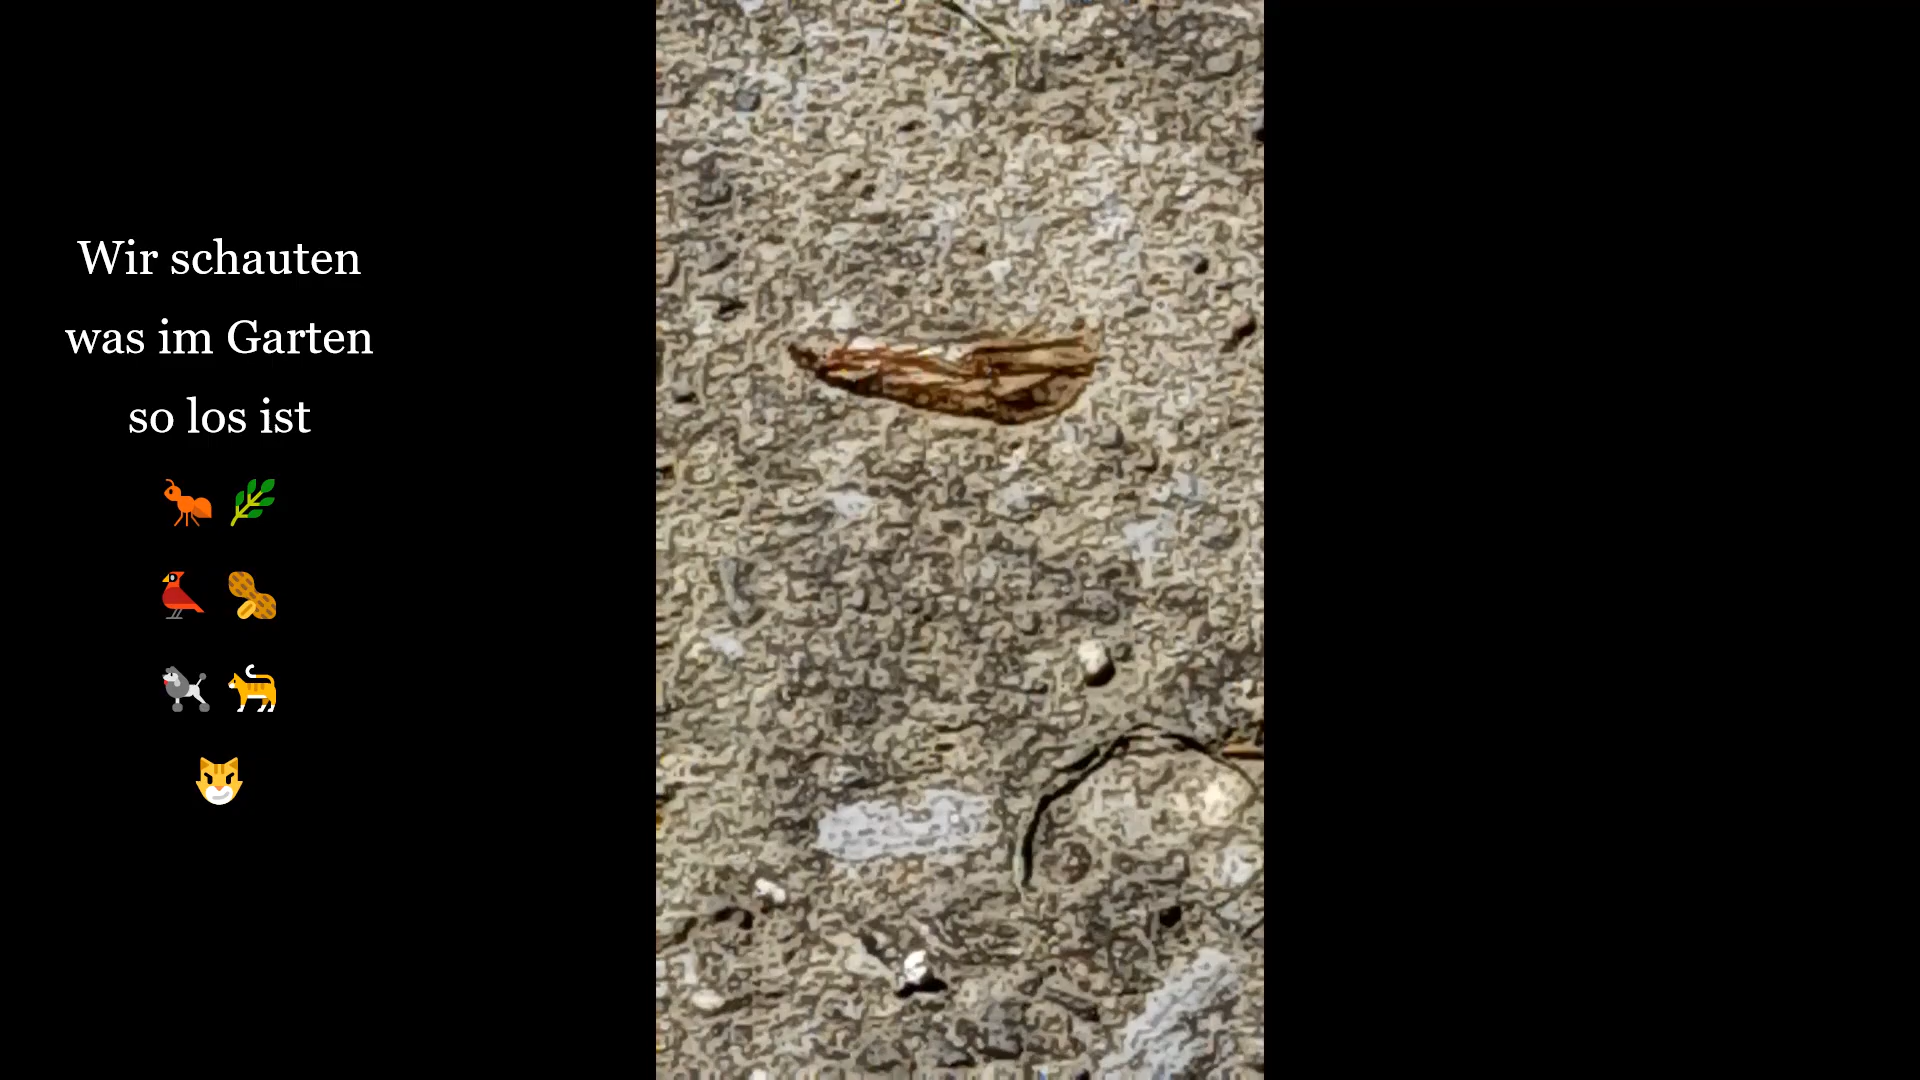 Wir schauten
was im Garten
so los ist
🐜 🌿
🐦 🥜
🐩 🐈
😼